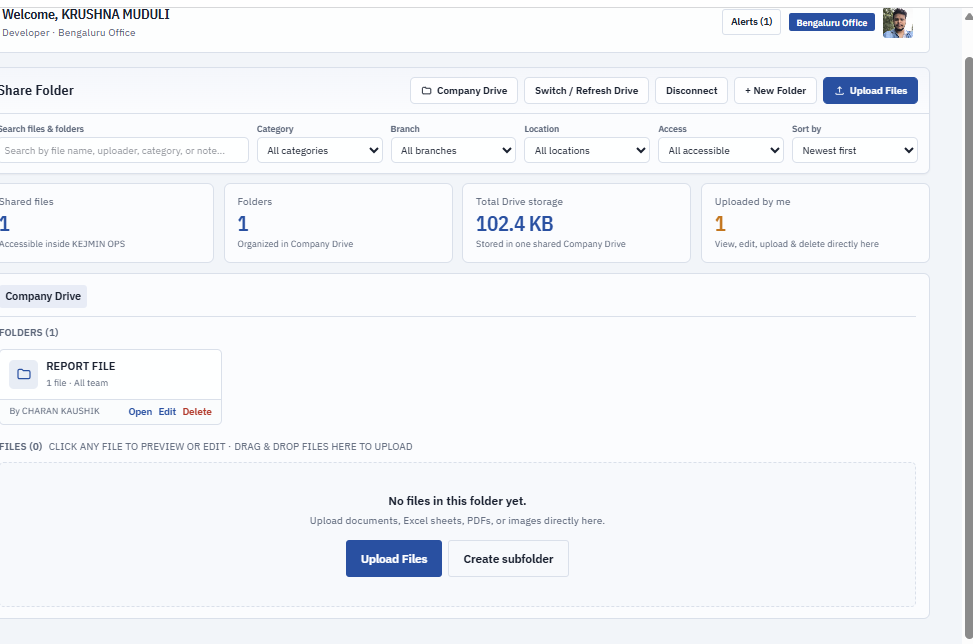 Welcome, KRUSHNA MUDULI
Developer · Bengaluru Office
Alerts (1)
Bengaluru Office
Share Folder
Company Drive
Switch / Refresh Drive
Disconnect
+ New Folder
Upload Files
Search files & folders
Category
Branch
Location
Access
Sort by
Search by file name, uploader, category, or note...
All categories
All branches
All locations
All accessible
Newest first
Shared files
1
Accessible inside KEJMIN OPS
Folders
1
Organized in Company Drive
Total Drive storage
102.4 KB
Stored in one shared Company Drive
Uploaded by me
1
View, edit, upload & delete directly here
Company Drive
FOLDERS (1)
REPORT FILE
1 file · All team
By CHARAN KAUSHIK
Open Edit Delete
FILES (0) CLICK ANY FILE TO PREVIEW OR EDIT · DRAG & DROP FILES HERE TO UPLOAD
No files in this folder yet.
Upload documents, Excel sheets, PDFs, or images directly here.
Upload Files
Create subfolder